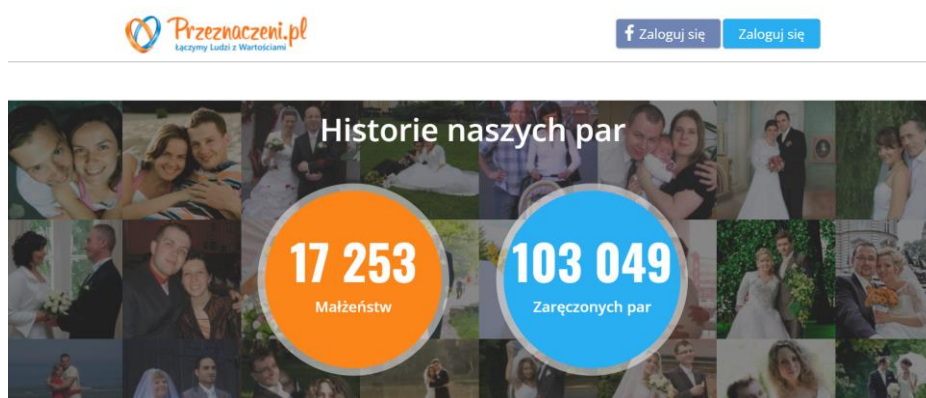 Przeznaczeni.pl
Łączymy Ludzi z Wartościami
f Zaloguj się
Zaloguj się
Historie naszych par
17 253
Małżeństw
103 049
Zaręczonych par